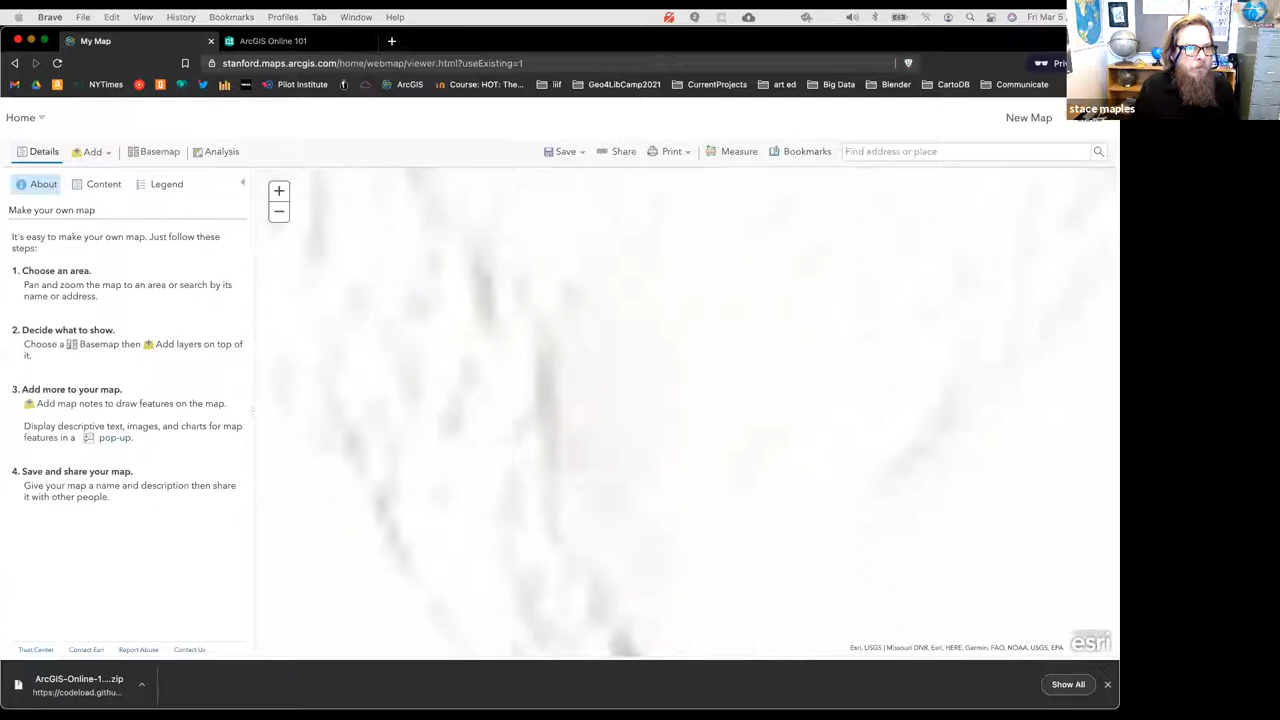 Brave File Edit View History Bookmarks Profiles Tab Window Help Fri Mar 5
My Map ArcGIS Online 101
stanford.maps.arcgis.com/home/webmap/viewer.html?useExisting=1
NYTimes Pilot Institute ArcGIS Course: HOT: The... iiif Geo4LibCamp2021 CurrentProjects art ed Big Data Blender CartoDB Communicate
stace maples
Home New Map
Details Add Basemap Analysis Save Share Print Measure Bookmarks Find address or place
About Content Legend
Make your own map
It's easy to make your own map. Just follow these
steps:
1. Choose an area.
Pan and zoom the map to an area or search by its
name or address.
2. Decide what to show.
Choose a Basemap then Add layers on top of
it.
3. Add more to your map.
Add map notes to draw features on the map.
Display descriptive text, images, and charts for map
features in a pop-up.
4. Save and share your map.
Give your map a name and description then share
it with other people.
Trust Center Contact Esri Report Abuse Contact Us
Esri, USGS | Missouri DNR, Esri, HERE, Garmin, FAO, NOAA, USGS, EPA
esri
ArcGIS-Online-1....zip
https://codeload.githu...
Show All